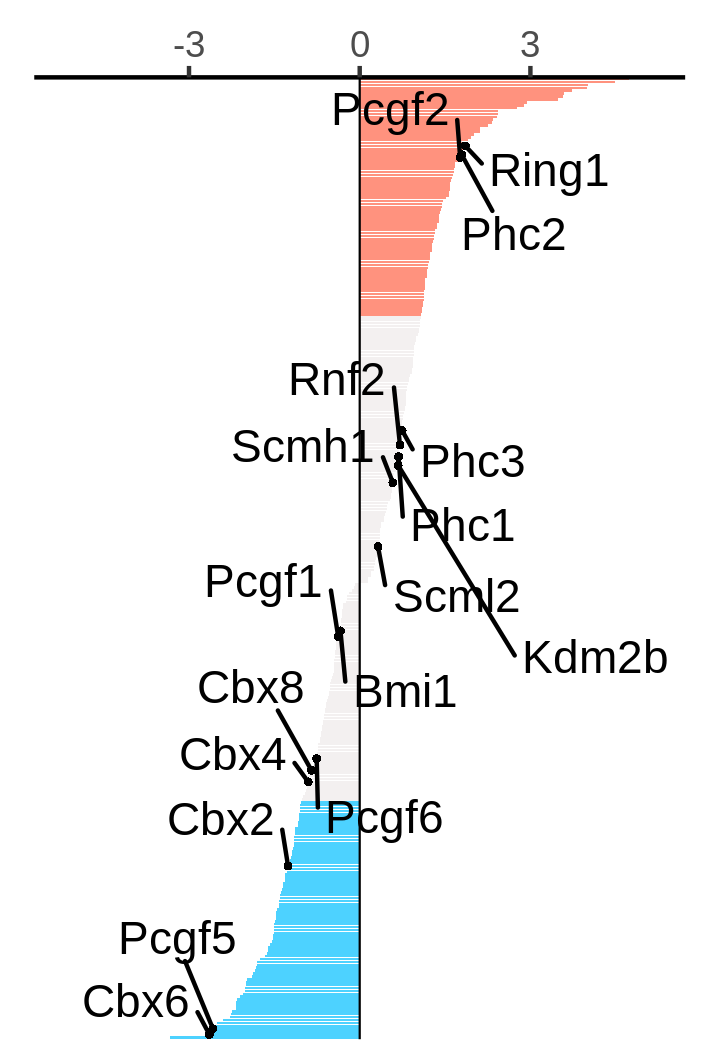 -3 0 3
Pcgf2
Ring1
Phc2
Rnf2
Scmh1
Phc3
Phc1
Pcgf1
Scml2
Kdm2b
Cbx8
Bmi1
Cbx4
Cbx2
Pcgf6
Pcgf5
Cbx6